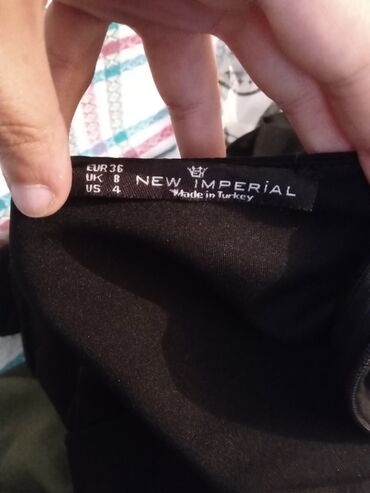 EUR 36
UK 8
US 4
NEW IMPERiAL
Made in Turkey